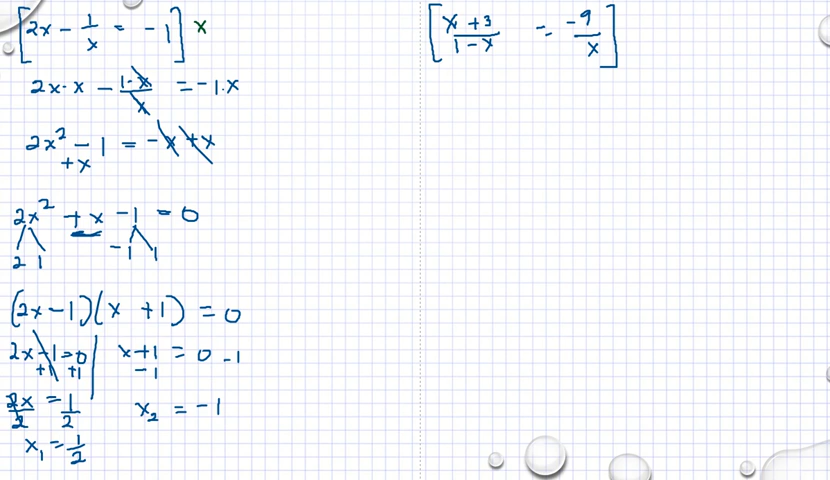 [2x - 1/x = -1] x
2x·x - 1·x/x = -1·x
2x² - 1 = -x + x
+x
2x² + x - 1 = 0
2 1 -1 1
(2x - 1)(x + 1) = 0
2x - 1 = 0
+1 +1
2x/2 = 1/2
x₁ = 1/2
x + 1 = 0 - 1
-1
x₂ = -1
[x + 3/1 - x = -9/x]